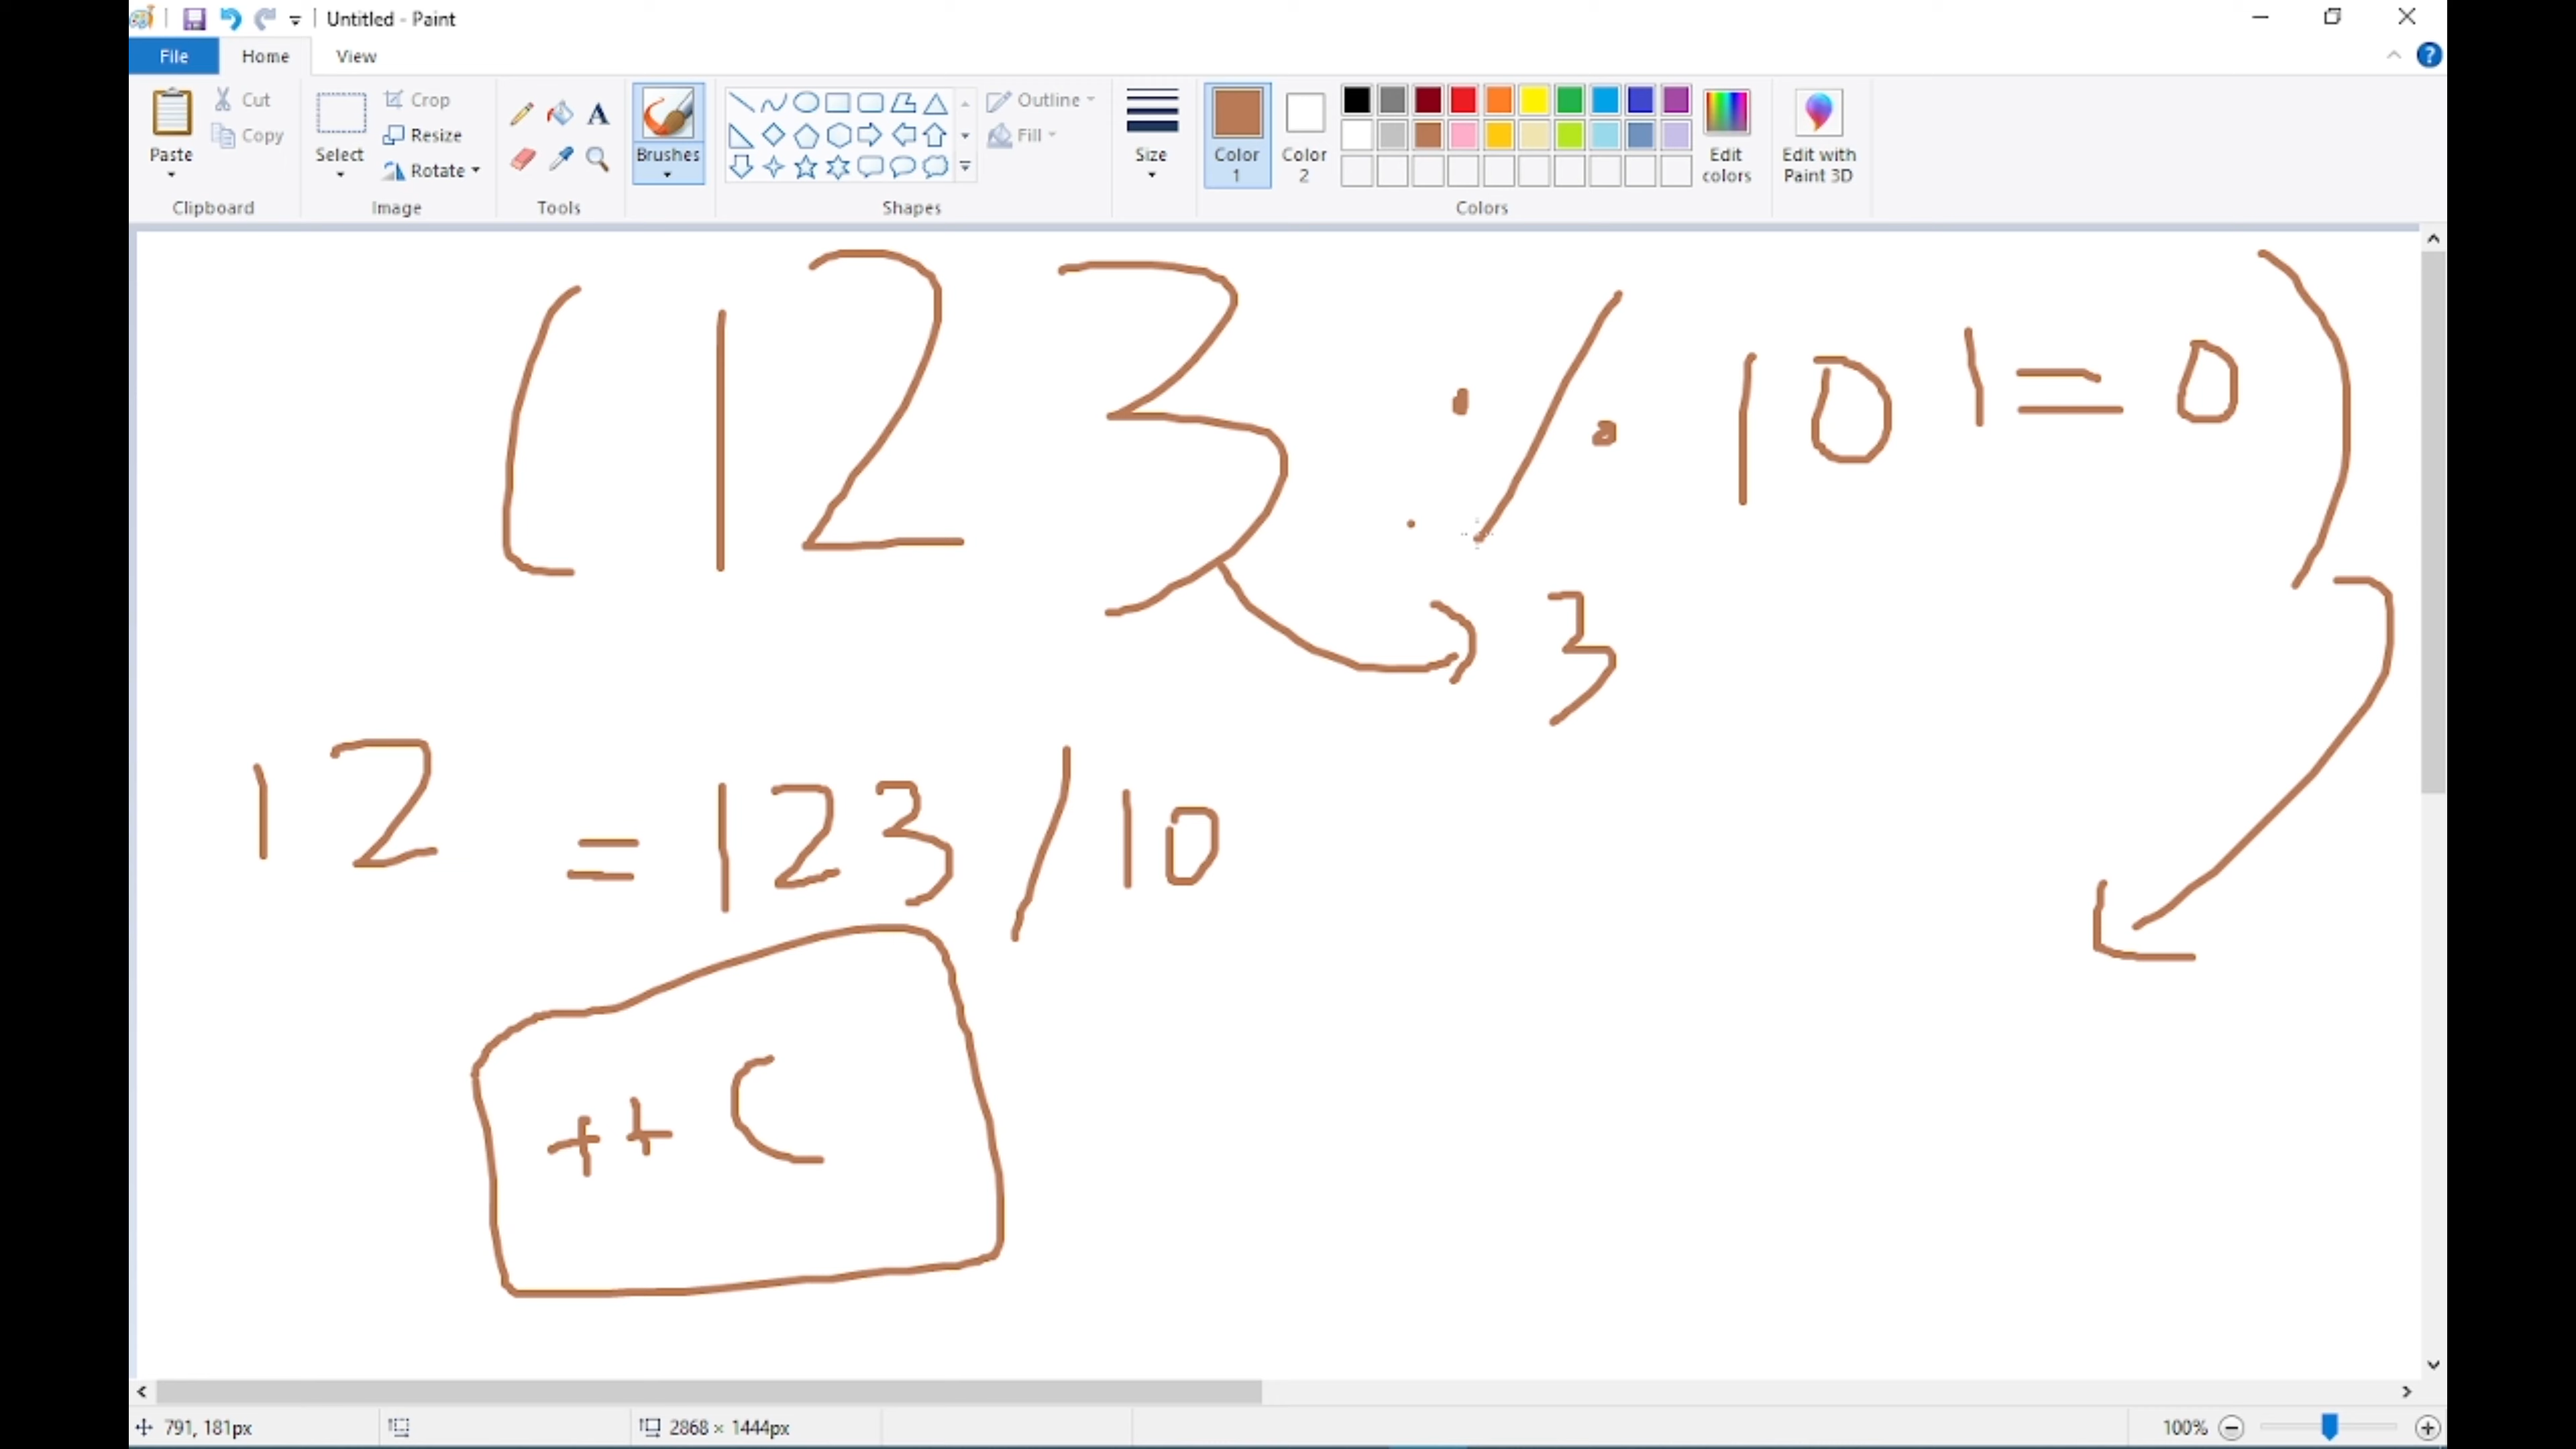 Untitled - Paint
File Home View
Paste Cut Copy Select Crop Resize Rotate A Brushes Outline Fill Size Color 1 Color 2 Edit colors Edit with Paint 3D
Clipboard Image Tools Shapes Colors
(123 % 10 != 0)
3
12 = 123 / 10
++ C
791, 181px 2868 × 1444px 100%